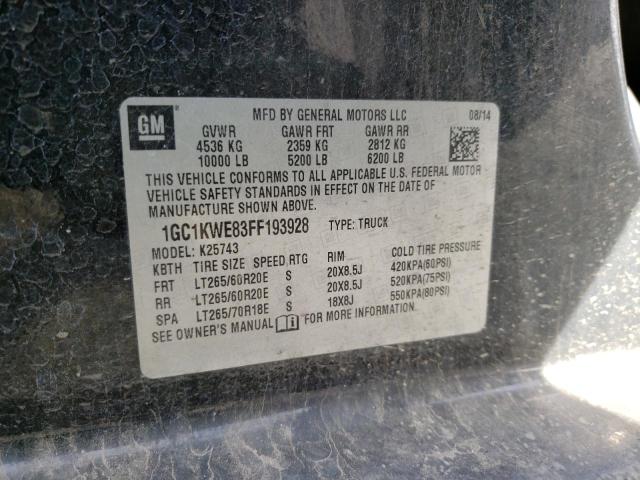 GM
MFD BY GENERAL MOTORS LLC 08/14
GVWR GAWR FRT GAWR RR
4536 KG 2359 KG 2812 KG
10000 LB 5200 LB 6200 LB
THIS VEHICLE CONFORMS TO ALL APPLICABLE U.S. FEDERAL MOTOR
VEHICLE SAFETY STANDARDS IN EFFECT ON THE DATE OF
MANUFACTURE SHOWN ABOVE.
1GC1KWE83FF193928 TYPE: TRUCK
MODEL: K25743
KBTH TIRE SIZE SPEED RTG RIM COLD TIRE PRESSURE
FRT LT265/60R20E S 20X8.5J 420KPA(60PSI)
RR LT265/60R20E S 20X8.5J 520KPA(75PSI)
SPA LT265/70R18E S 18X8J 550KPA(80PSI)
SEE OWNER'S MANUAL FOR MORE INFORMATION.